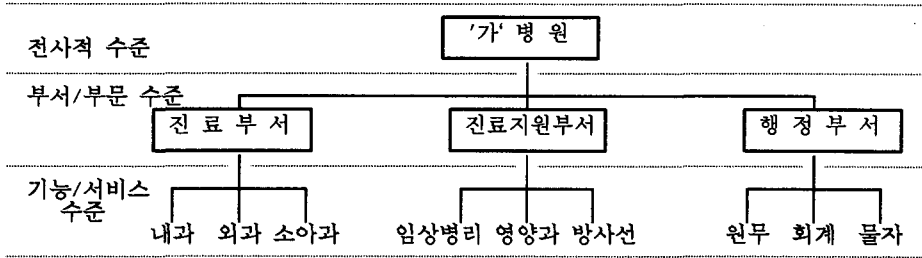 '가' 병 원
전사적 수준
부서/부문 수준
진 료 부 서 진료지원부서 행 정 부 서
기능/서비스
수준
내과 외과 소아과 임상병리 영양과 방사선 원무 회계 물자